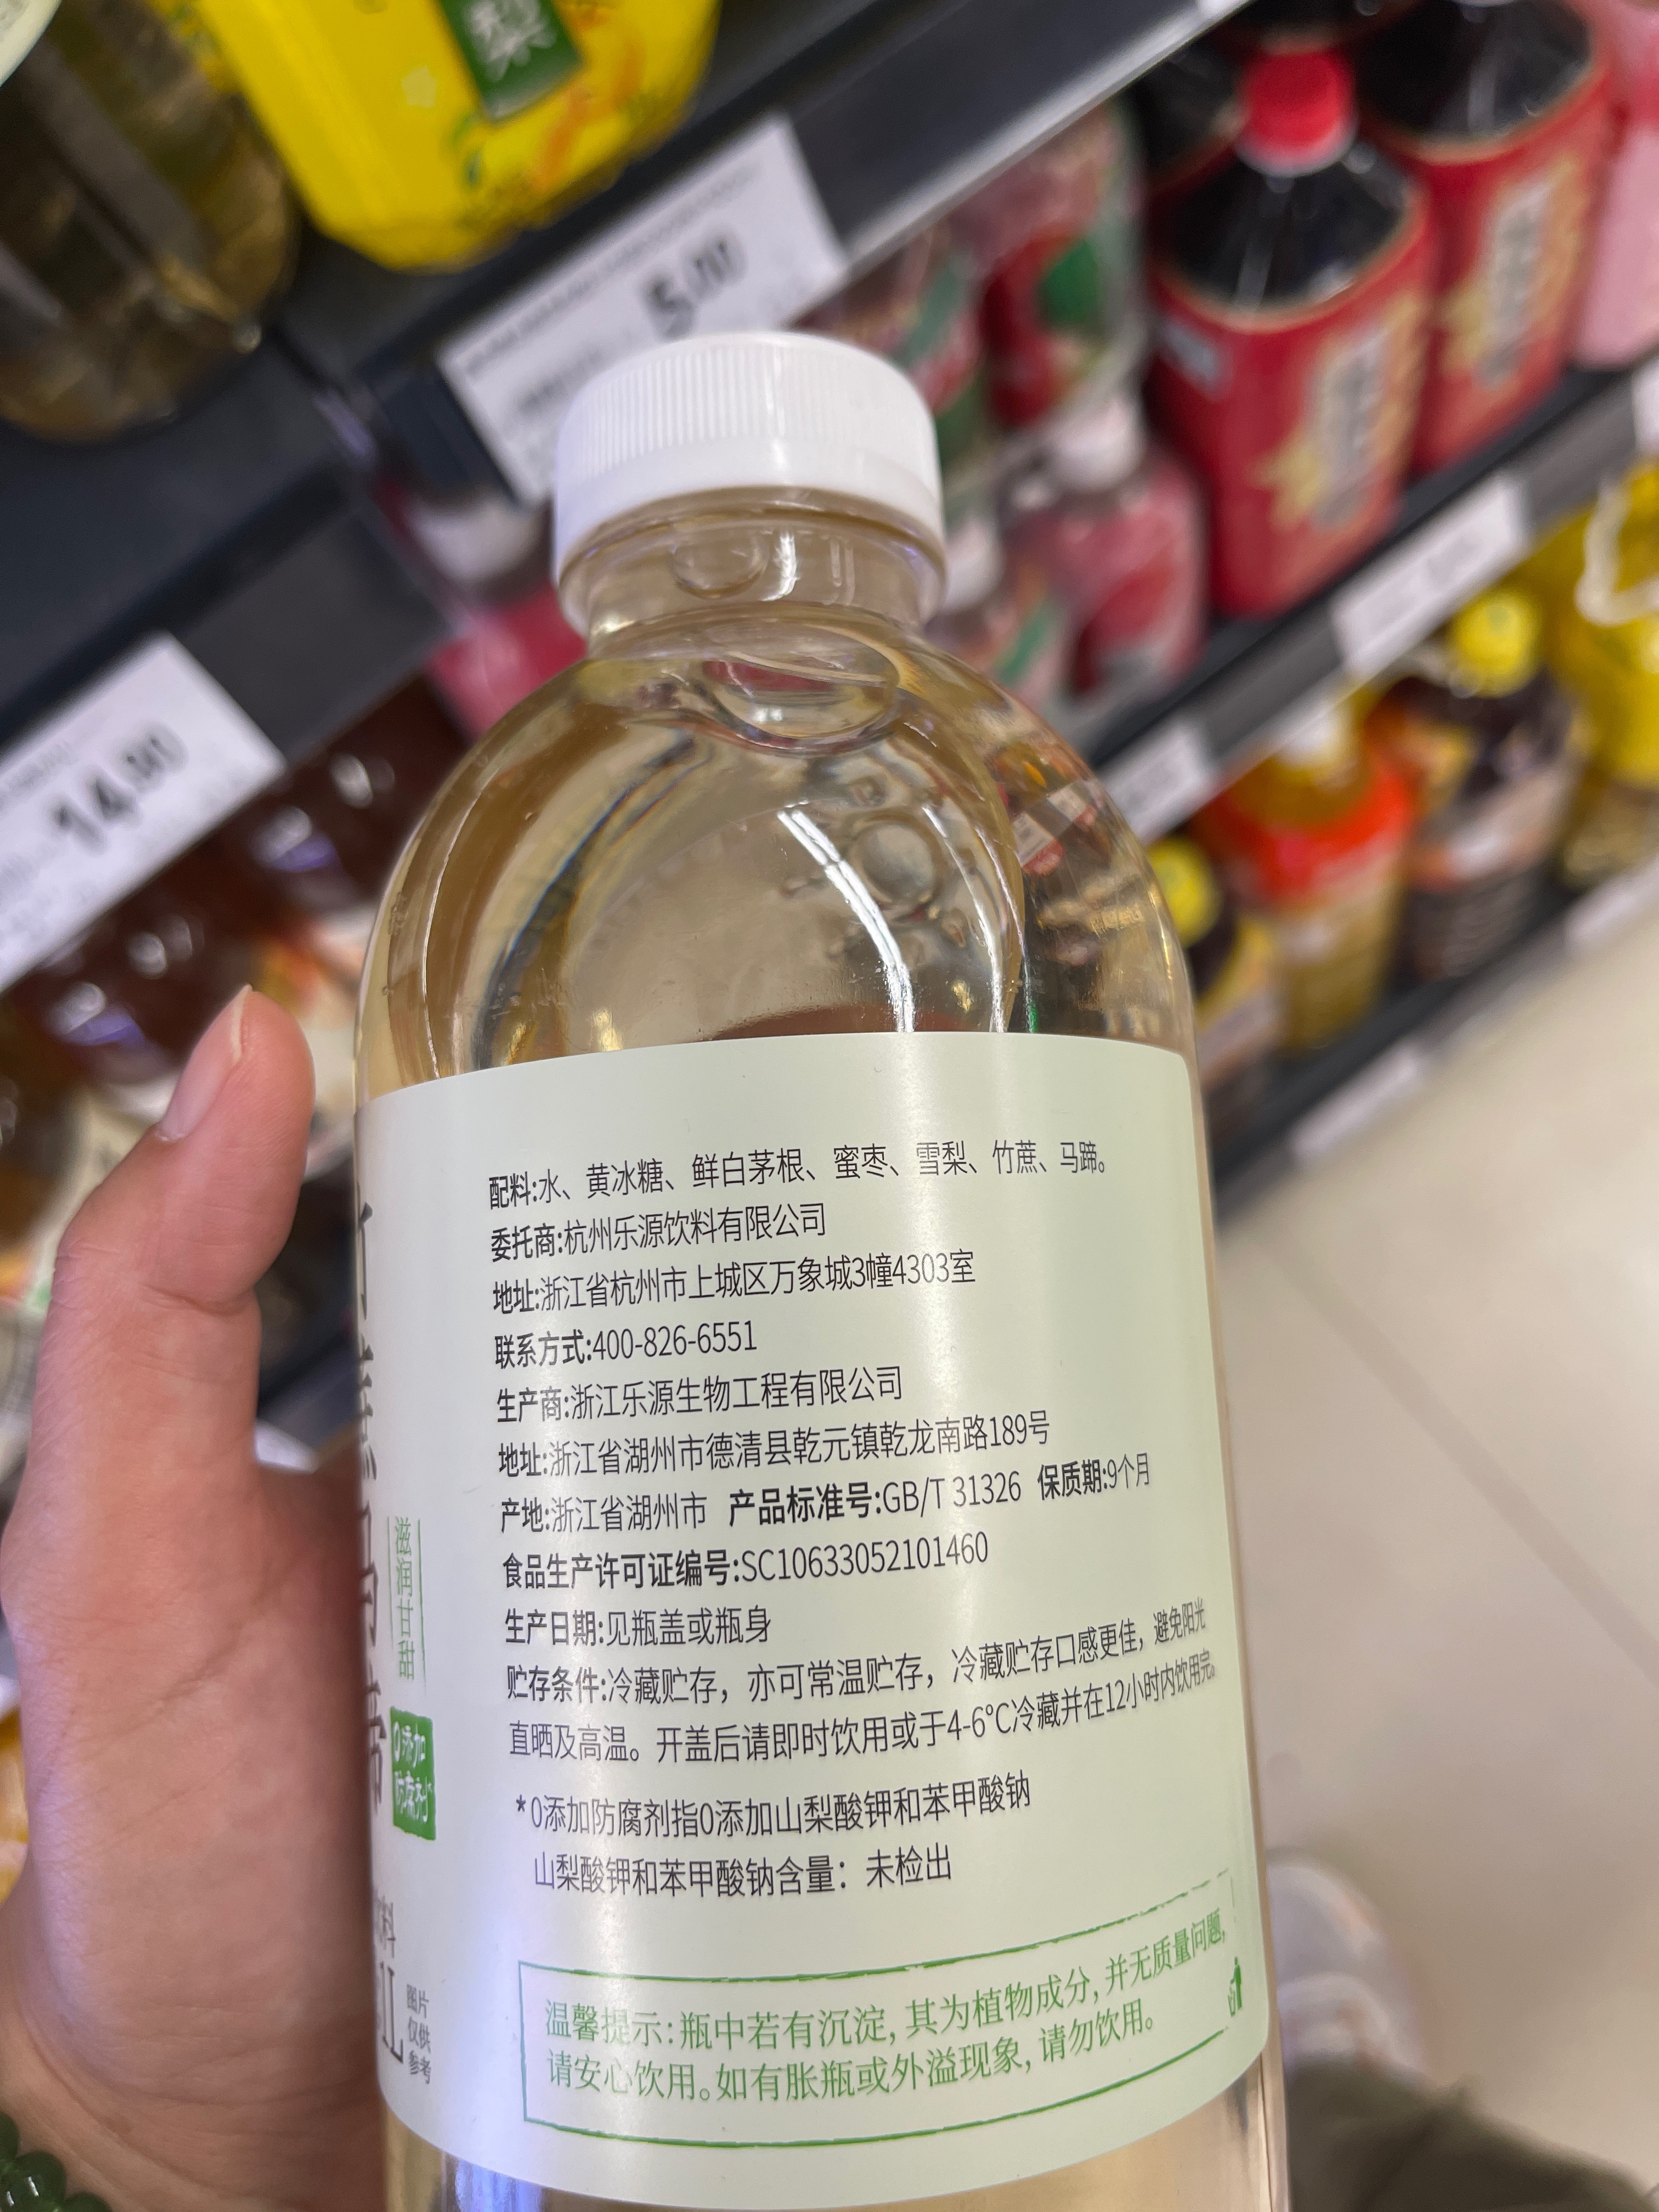 梨
5.00
14.90
配料:水、黄冰糖、鲜白茅根、蜜枣、雪梨、竹蔗、马蹄。
委托商:杭州乐源饮料有限公司
地址:浙江省杭州市上城区万象城3幢4303室
联系方式:400-826-6551
生产商:浙江乐源生物工程有限公司
地址:浙江省湖州市德清县乾元镇乾龙南路189号
产地:浙江省湖州市 产品标准号:GB/T 31326 保质期:9个月
食品生产许可证编号:SC10633052101460
生产日期:见瓶盖或瓶身
贮存条件:冷藏贮存，亦可常温贮存，冷藏贮存口感更佳，避免阳光
直晒及高温。开盖后请即时饮用或于4-6°C冷藏并在12小时内饮用完。
*0添加防腐剂指0添加山梨酸钾和苯甲酸钠
山梨酸钾和苯甲酸钠含量：未检出
温馨提示:瓶中若有沉淀,其为植物成分,并无质量问题,
请安心饮用。如有胀瓶或外溢现象,请勿饮用。
滋润甘甜
0添加
防腐剂*
1L
图片
仅供
参考